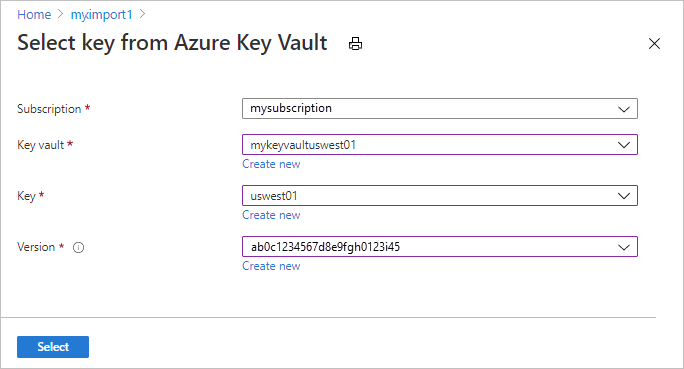 Home > myimport1 >
Select key from Azure Key Vault
Subscription *
mysubscription
Key vault *
mykeyvaultuswest01
Create new
Key *
uswest01
Create new
Version *
ab0c1234567d8e9fgh0123i45
Create new
Select